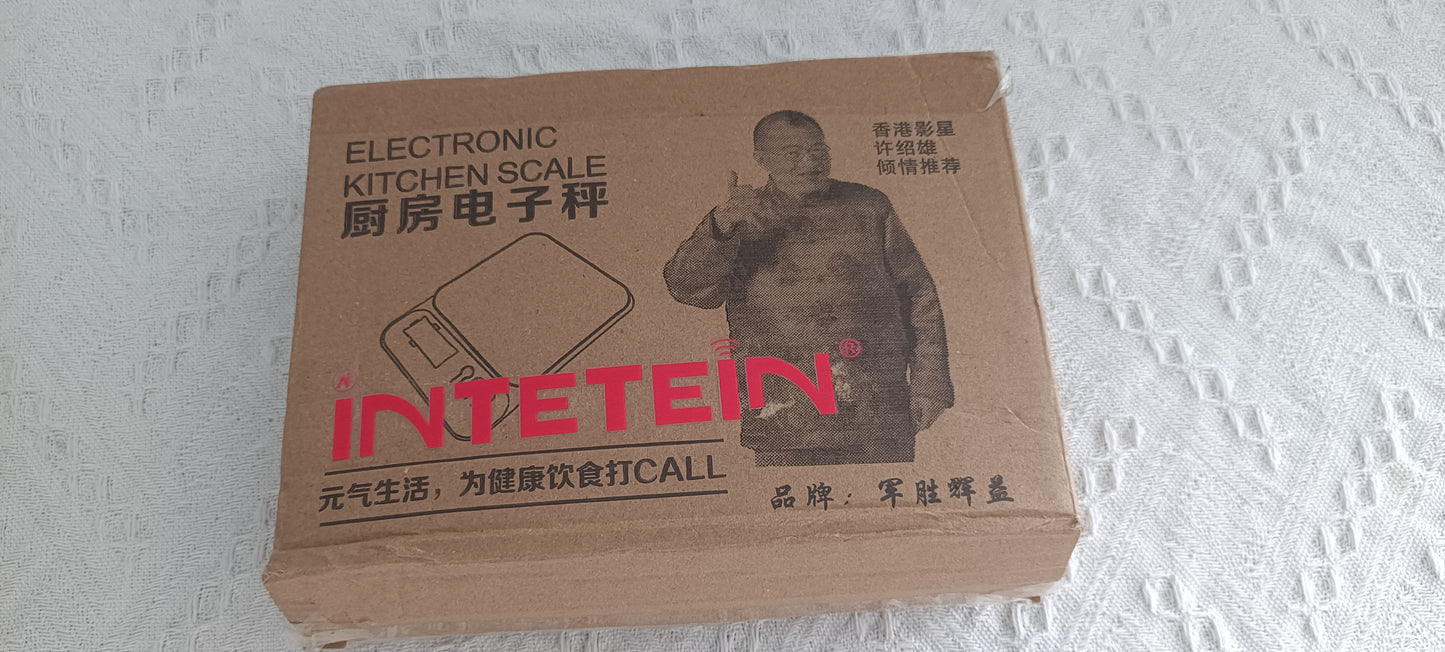 ELECTRONIC
KITCHEN SCALE
厨房电子秤
香港影星
许绍雄
倾情推荐
INTETEIN®
元气生活，为健康饮食打CALL
品牌：军胜辉益